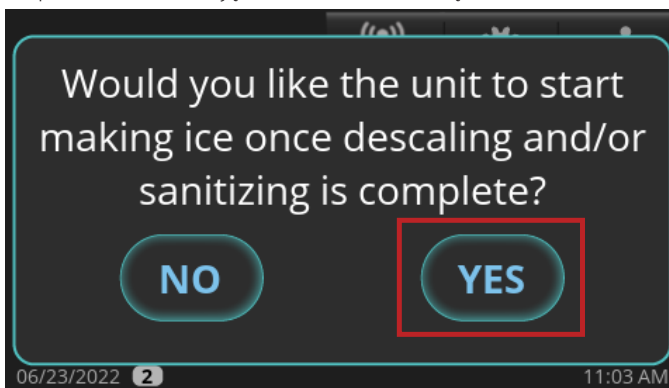 Would you like the unit to start
making ice once descaling and/or
sanitizing is complete?
NO YES
06/23/2022 2 11:03 AM